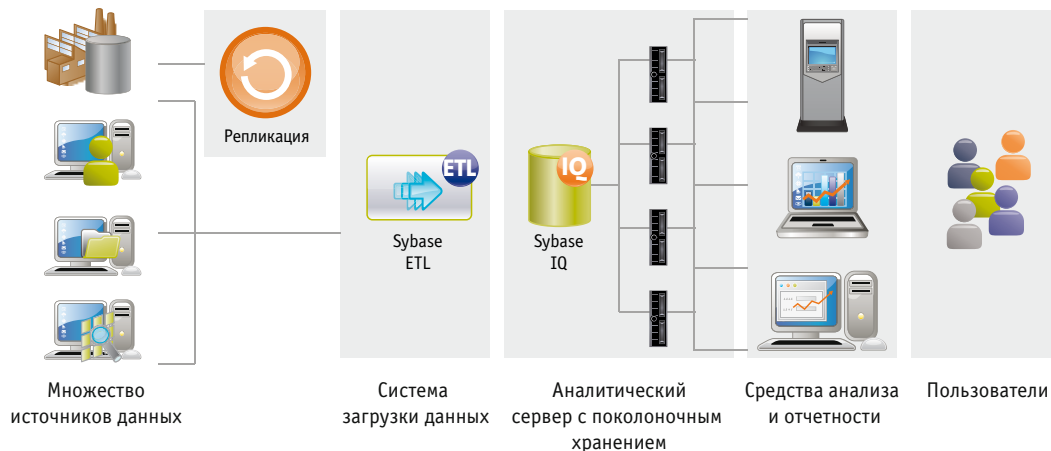 Репликация
ETL
Sybase
ETL
IQ
Sybase
IQ
Множество
источников данных
Система
загрузки данных
Аналитический
сервер с поколоночным
хранением
Средства анализа
и отчетности
Пользователи